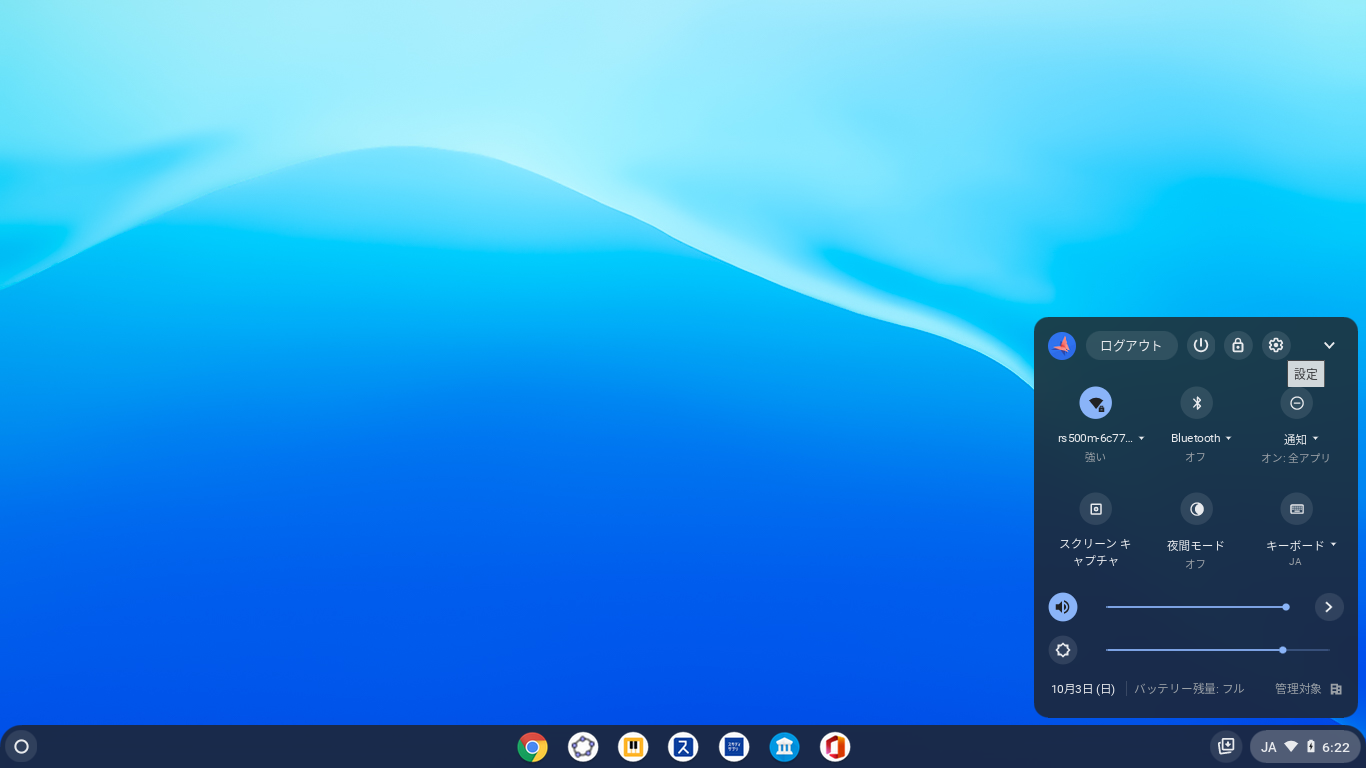 ログアウト
設定
rs500m-6c77...
強い
Bluetooth
オフ
通知
オン: 全アプリ
スクリーン キ
ャプチャ
夜間モード
オフ
キーボード
JA
10月3日 (日)
バッテリー残量: フル
管理対象
ス
JA
6:22